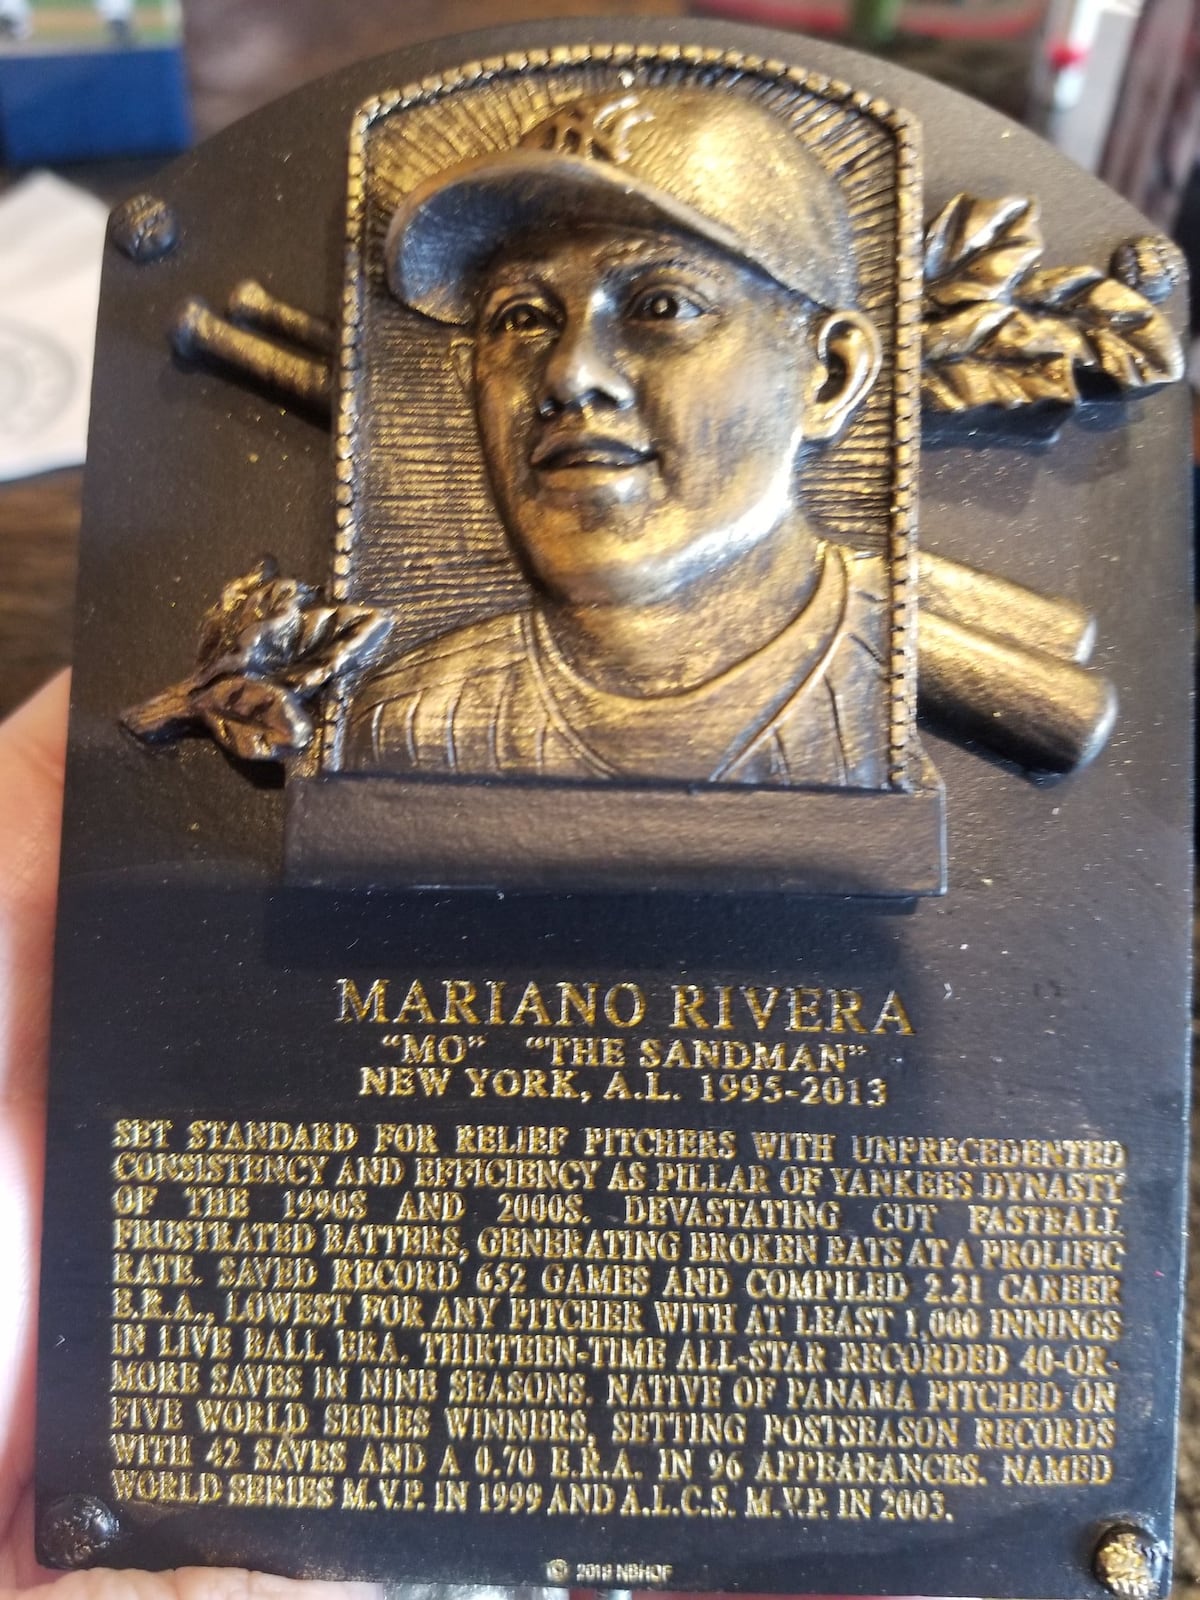 NY
MARIANO RIVERA
"MO" "THE SANDMAN"
NEW YORK, A.L. 1995-2013
SET STANDARD FOR RELIEF PITCHERS WITH UNPRECEDENTED
CONSISTENCY AND EFFICIENCY AS PILLAR OF YANKEES DYNASTY
OF THE 1990S AND 2000S. DEVASTATING CUT FASTBALL
FRUSTRATED BATTERS, GENERATING BROKEN BATS AT A PROLIFIC
RATE. SAVED RECORD 652 GAMES AND COMPILED 2.21 CAREER
E.R.A., LOWEST FOR ANY PITCHER WITH AT LEAST 1,000 INNINGS
IN LIVE BALL ERA. THIRTEEN-TIME ALL-STAR RECORDED 40-OR-
MORE SAVES IN NINE SEASONS. NATIVE OF PANAMA PITCHED ON
FIVE WORLD SERIES WINNERS, SETTING POSTSEASON RECORDS
WITH 42 SAVES AND A 0.70 E.R.A. IN 96 APPEARANCES. NAMED
WORLD SERIES M.V.P. IN 1999 AND A.L.C.S. M.V.P. IN 2003.
© 2019 NBHOF